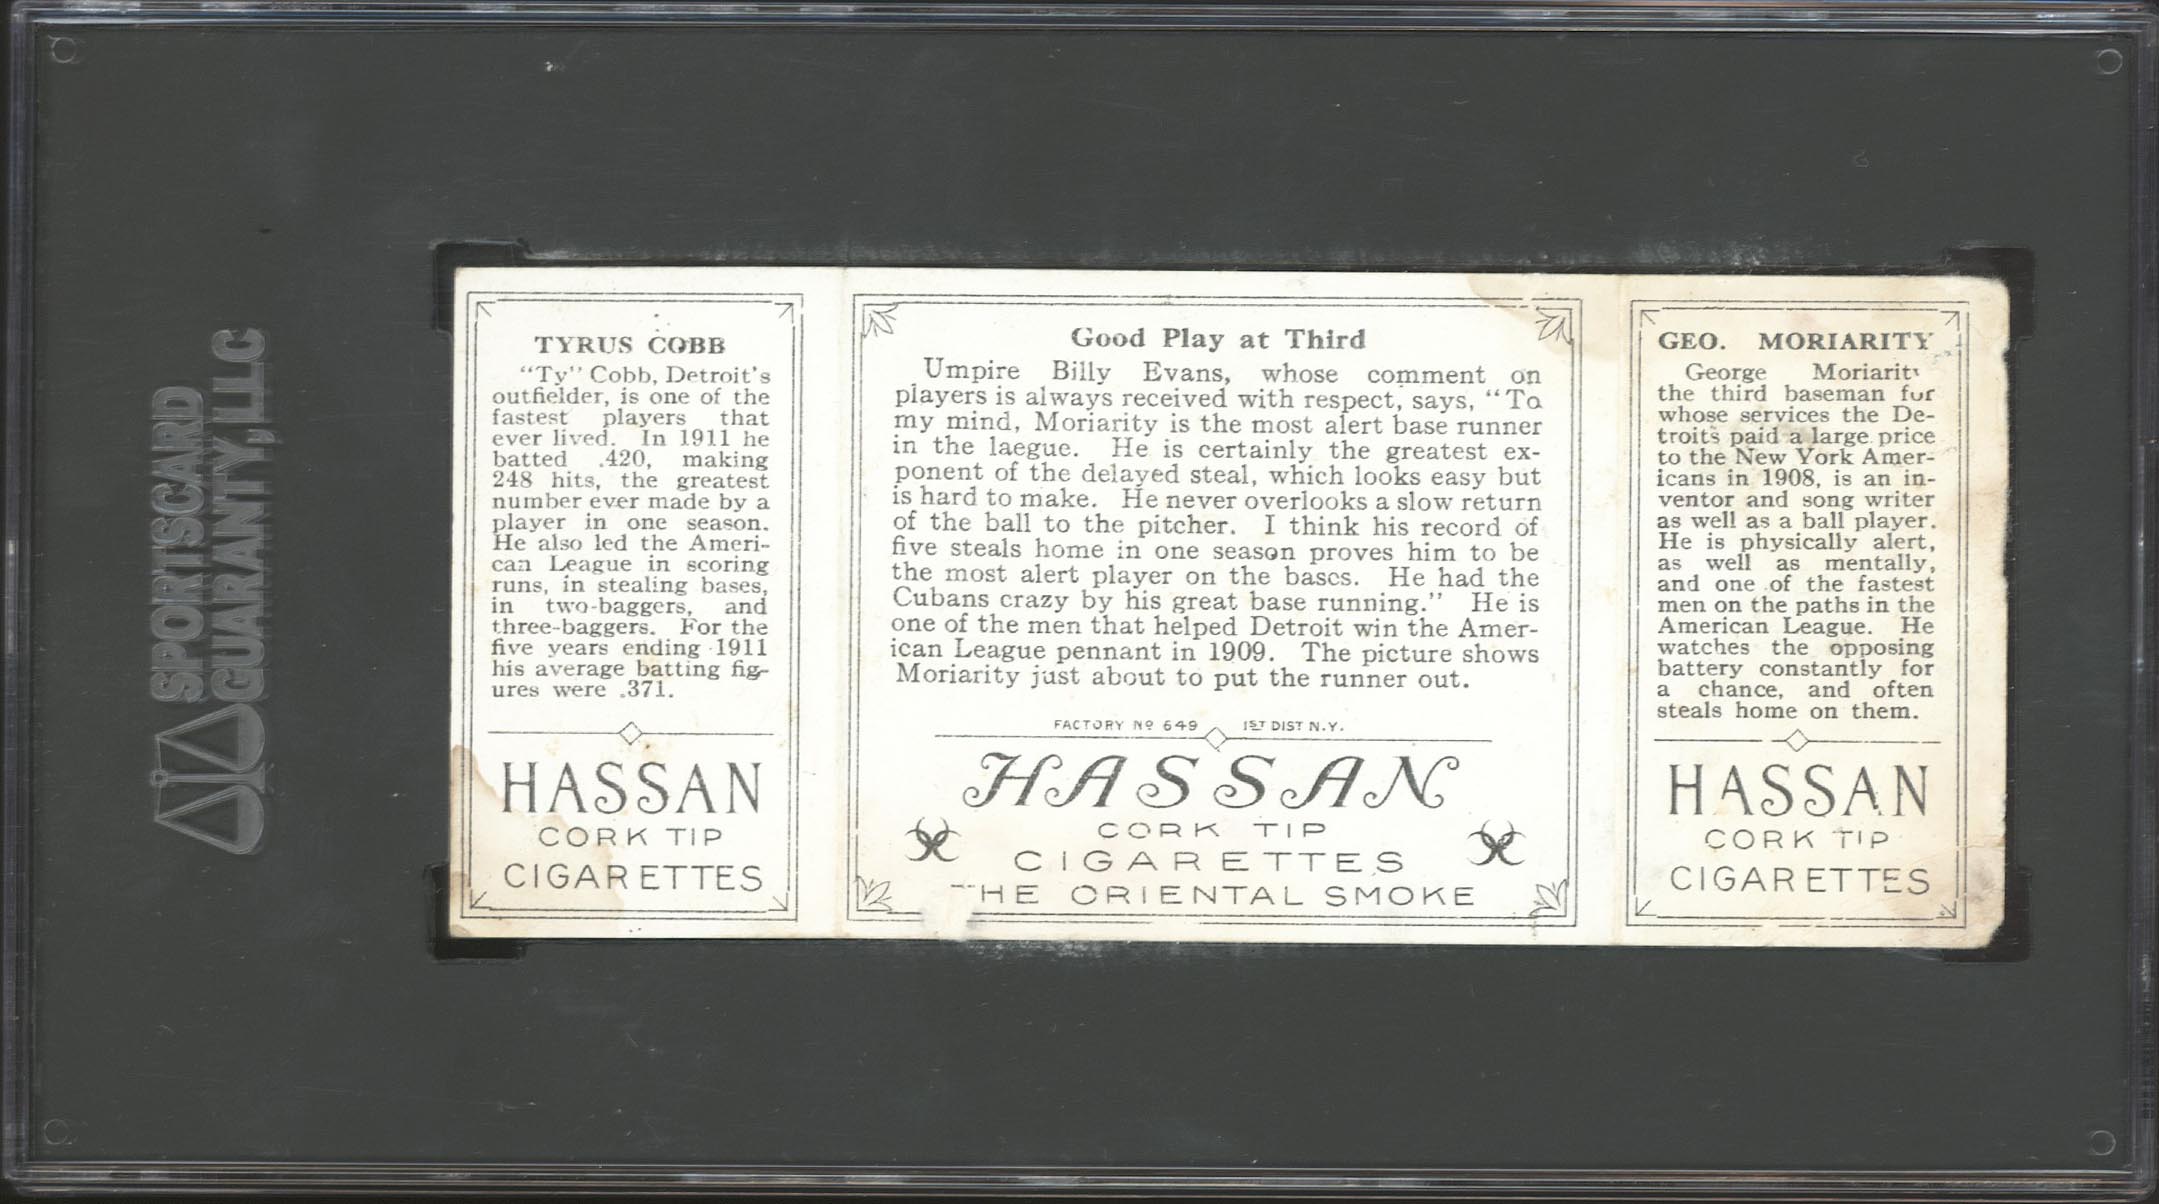 SPORTSCARD
GUARANTY, LLC
TYRUS COBB
"Ty" Cobb, Detroit's
outfielder, is one of the
fastest players that
ever lived. In 1911 he
batted .420, making
248 hits, the greatest
number ever made by a
player in one season.
He also led the Ameri-
can League in scoring
runs, in stealing bases,
in two-baggers, and
three-baggers. For the
five years ending 1911
his average batting fig-
ures were .371.
HASSAN
CORK TIP
CIGARETTES
Good Play at Third
Umpire Billy Evans, whose comment on
players is always received with respect, says, "To
my mind, Moriarity is the most alert base runner
in the laegue. He is certainly the greatest ex-
ponent of the delayed steal, which looks easy but
is hard to make. He never overlooks a slow return
of the ball to the pitcher. I think his record of
five steals home in one season proves him to be
the most alert player on the bases. He had the
Cubans crazy by his great base running." He is
one of the men that helped Detroit win the Amer-
ican League pennant in 1909. The picture shows
Moriarity just about to put the runner out.
FACTORY Nº 649 1ST DIST N.Y.
HASSAN
CORK TIP
CIGARETTES
THE ORIENTAL SMOKE
GEO. MORIARITY
George Moriarity
the third baseman for
whose services the De-
troits paid a large price
to the New York Amer-
icans in 1908, is an in-
ventor and song writer
as well as a ball player.
He is physically alert,
as well as mentally,
and one of the fastest
men on the paths in the
American League. He
watches the opposing
battery constantly for
a chance, and often
steals home on them.
HASSAN
CORK TIP
CIGARETTES